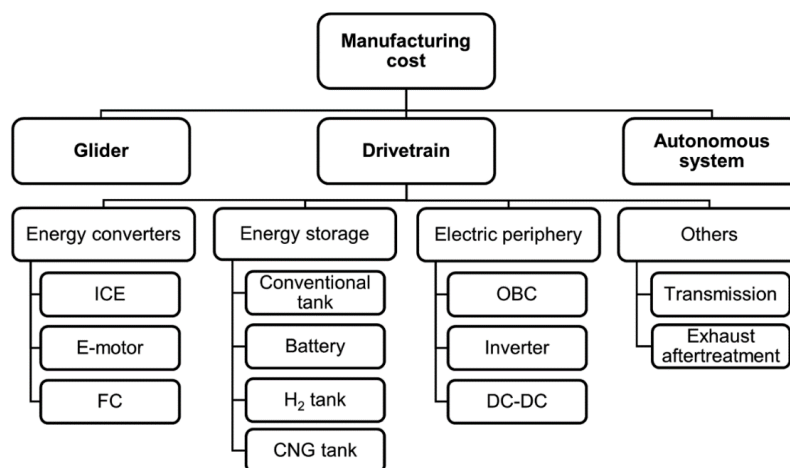 Manufacturing
cost
Glider
Drivetrain
Autonomous
system
Energy converters
Energy storage
Electric periphery
Others
ICE
E-motor
FC
Conventional
tank
Battery
H₂ tank
CNG tank
OBC
Inverter
DC-DC
Transmission
Exhaust
aftertreatment